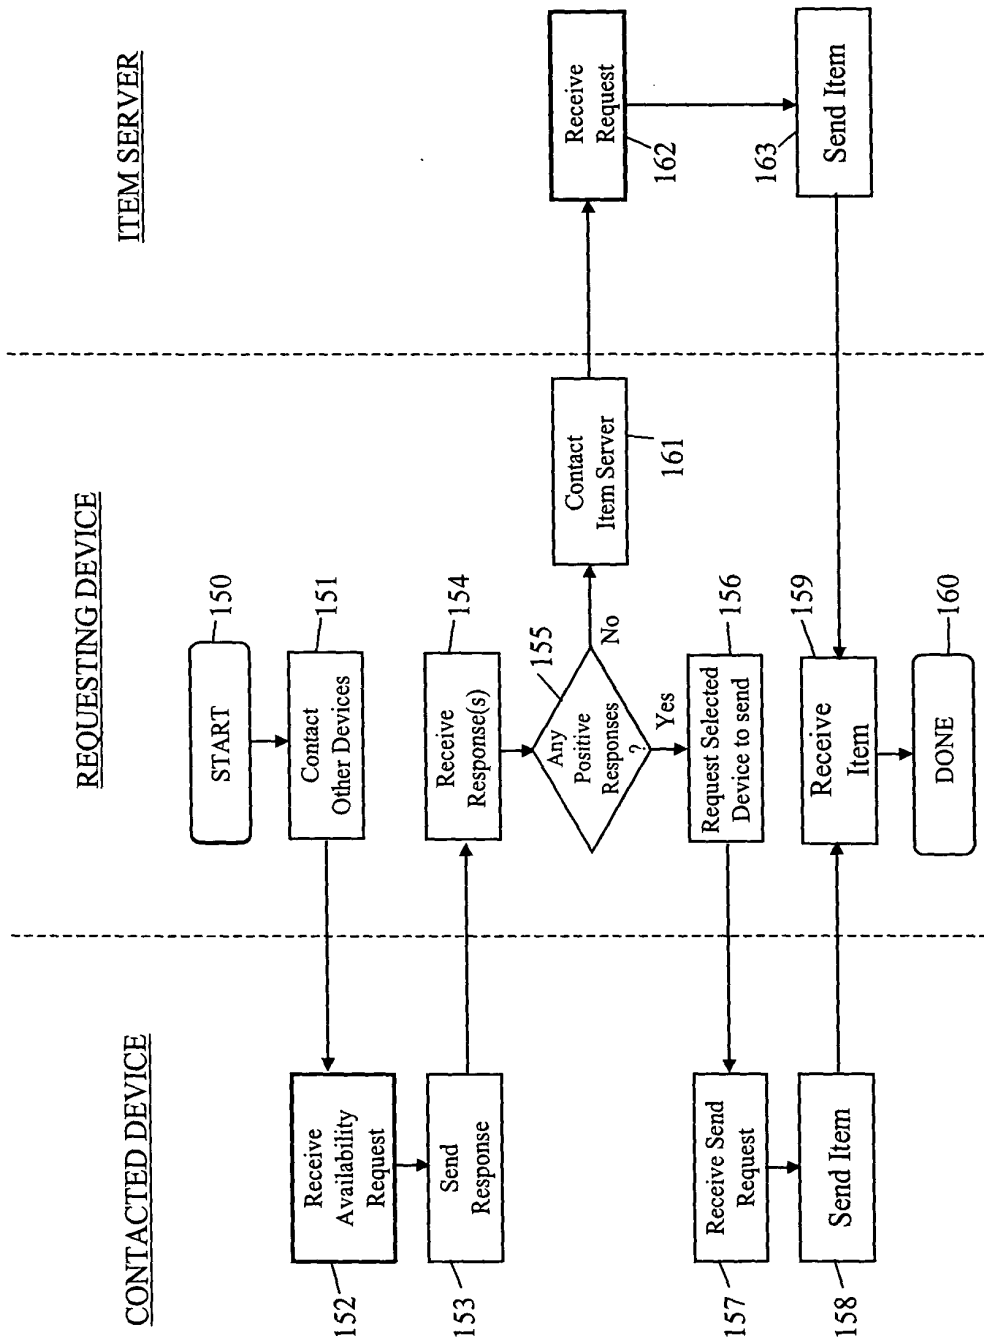 CONTACTED DEVICE
REQUESTING DEVICE
ITEM SERVER
START
150
Contact
Other Devices
151
Receive
Availability
Request
152
Send
Response
153
Receive
Response(s)
154
Any
Positive
Responses
?
155
No
Yes
Contact
Item Server
161
Receive
Request
162
Request Selected
Device to send
156
Receive Send
Request
157
Send Item
158
Receive
Item
159
Send Item
163
DONE
160